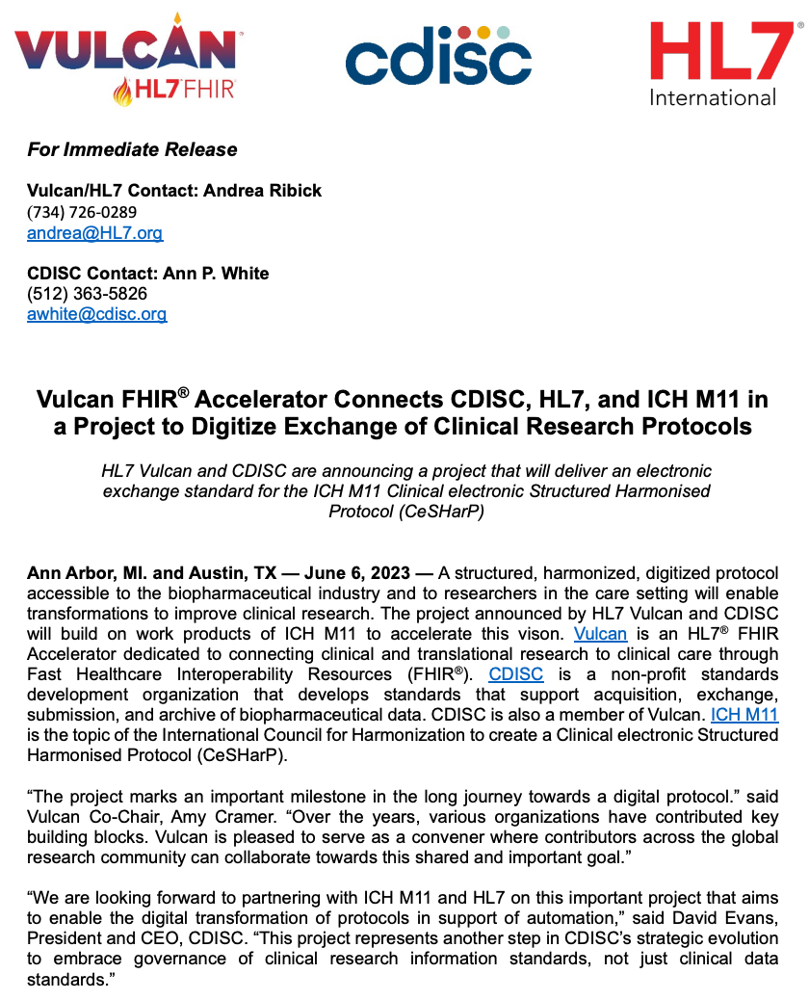 VULCAN®
HL7® FHIR®
cdisc
HL7®
International
For Immediate Release
Vulcan/HL7 Contact: Andrea Ribick
(734) 726-0289
andrea@HL7.org
CDISC Contact: Ann P. White
(512) 363-5826
awhite@cdisc.org
Vulcan FHIR® Accelerator Connects CDISC, HL7, and ICH M11 in
a Project to Digitize Exchange of Clinical Research Protocols
HL7 Vulcan and CDISC are announcing a project that will deliver an electronic
exchange standard for the ICH M11 Clinical electronic Structured Harmonised
Protocol (CeSHarP)
Ann Arbor, MI. and Austin, TX — June 6, 2023 — A structured, harmonized, digitized protocol
accessible to the biopharmaceutical industry and to researchers in the care setting will enable
transformations to improve clinical research. The project announced by HL7 Vulcan and CDISC
will build on work products of ICH M11 to accelerate this vison. Vulcan is an HL7® FHIR
Accelerator dedicated to connecting clinical and translational research to clinical care through
Fast Healthcare Interoperability Resources (FHIR®). CDISC is a non-profit standards
development organization that develops standards that support acquisition, exchange,
submission, and archive of biopharmaceutical data. CDISC is also a member of Vulcan. ICH M11
is the topic of the International Council for Harmonization to create a Clinical electronic Structured
Harmonised Protocol (CeSHarP).
“The project marks an important milestone in the long journey towards a digital protocol.” said
Vulcan Co-Chair, Amy Cramer. “Over the years, various organizations have contributed key
building blocks. Vulcan is pleased to serve as a convener where contributors across the global
research community can collaborate towards this shared and important goal.”
“We are looking forward to partnering with ICH M11 and HL7 on this important project that aims
to enable the digital transformation of protocols in support of automation,” said David Evans,
President and CEO, CDISC. “This project represents another step in CDISC’s strategic evolution
to embrace governance of clinical research information standards, not just clinical data
standards.”